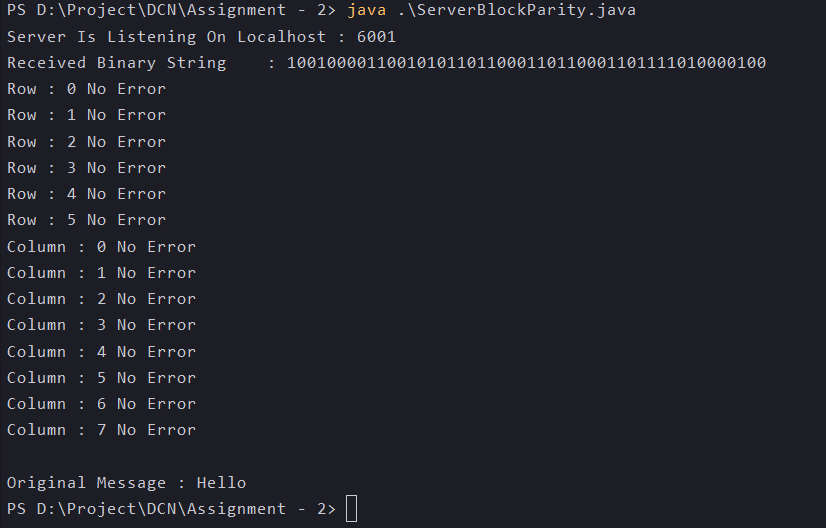 PS D:\Project\DCN\Assignment - 2> java .\ServerBlockParity.java
Server Is Listening On Localhost : 6001
Received Binary String    : 100100001100101011011000110110001101111010000100
Row : 0 No Error
Row : 1 No Error
Row : 2 No Error
Row : 3 No Error
Row : 4 No Error
Row : 5 No Error
Column : 0 No Error
Column : 1 No Error
Column : 2 No Error
Column : 3 No Error
Column : 4 No Error
Column : 5 No Error
Column : 6 No Error
Column : 7 No Error
Original Message : Hello
PS D:\Project\DCN\Assignment - 2>